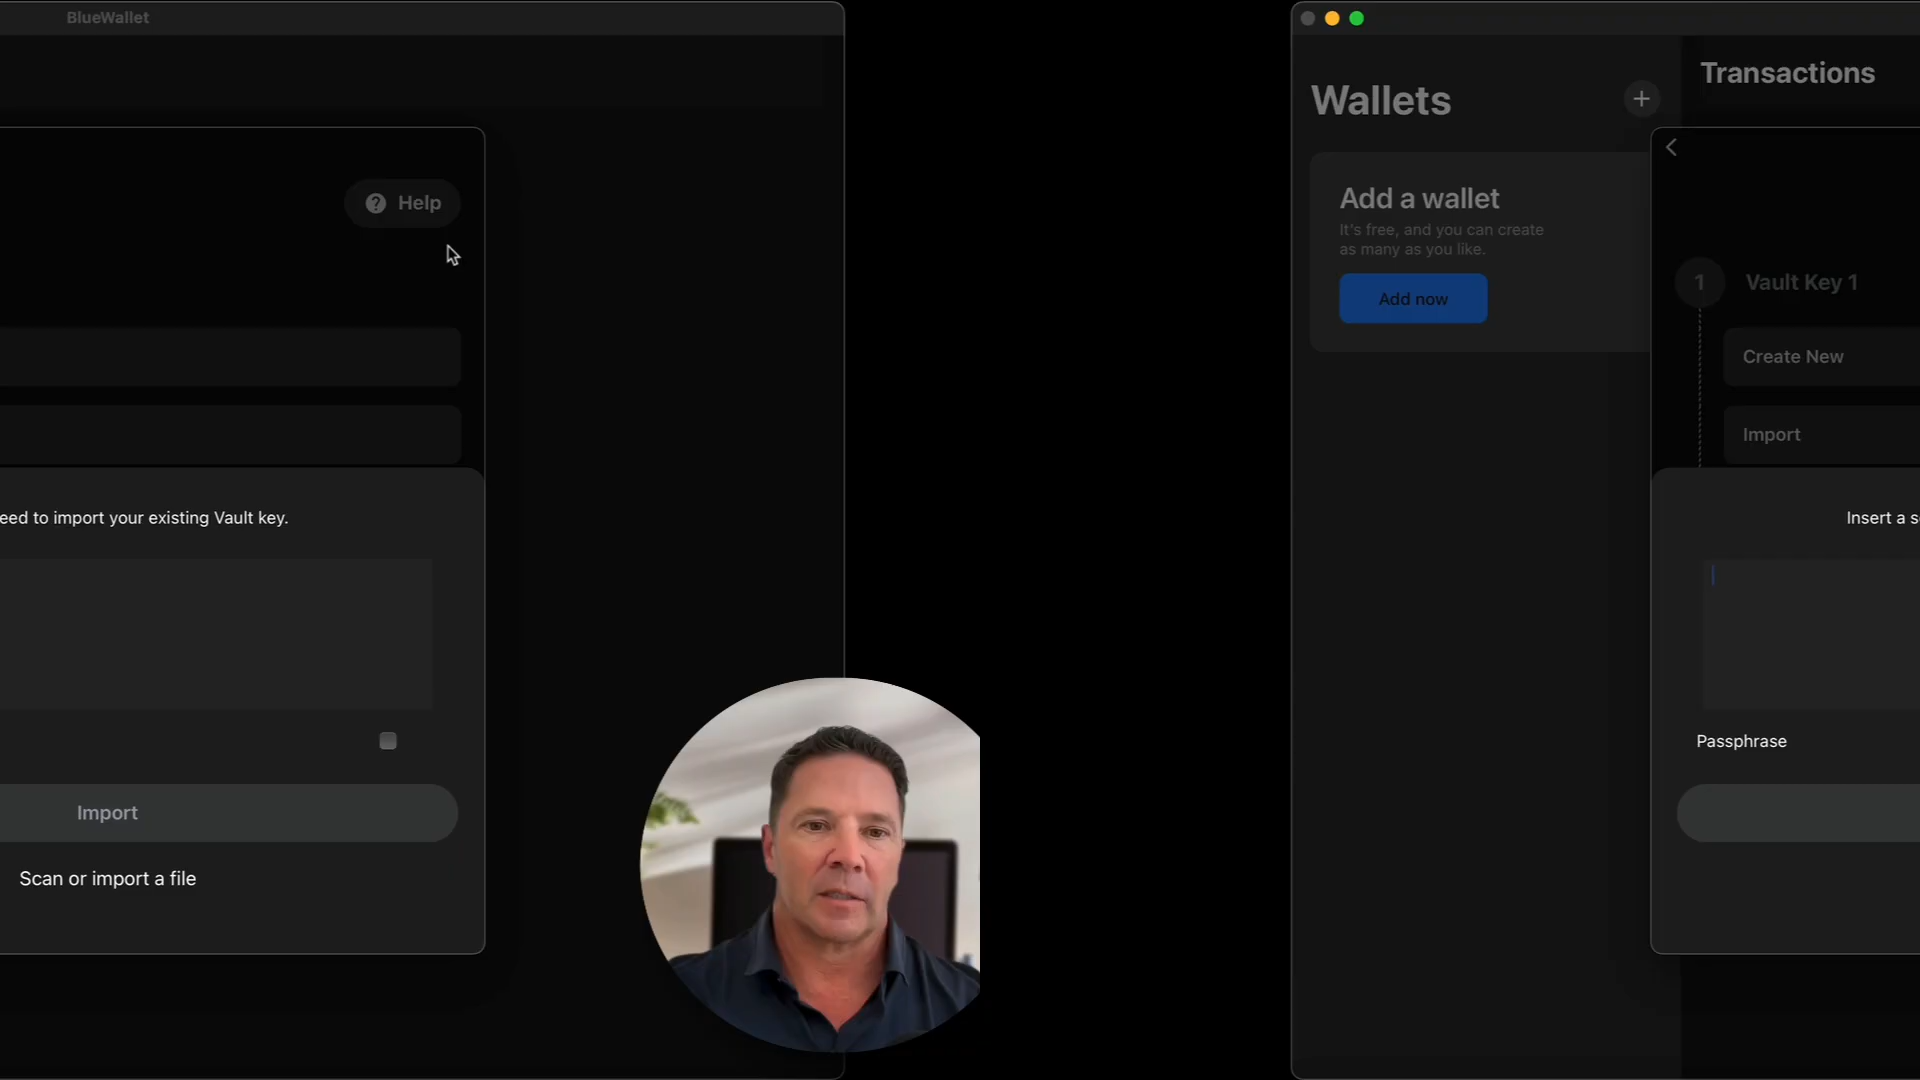 BlueWallet
? Help
eed to import your existing Vault key.
Import
Scan or import a file
Wallets
+
Transactions
Add a wallet
It's free, and you can create
as many as you like.
Add now
1 Vault Key 1
Create New
Import
Insert a s
Passphrase